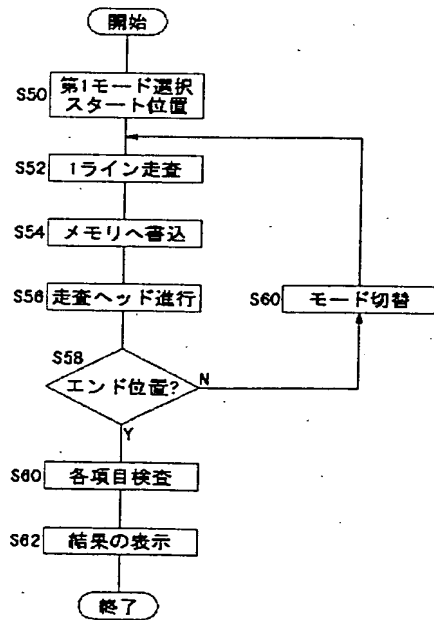 開始
S50
第1モード選択
スタート位置
S52
1ライン走査
S54
メモリへ書込
S56
走査ヘッド進行
S60
モード切替
S58
エンド位置?
N
Y
S60
各項目検査
S62
結果の表示
終了